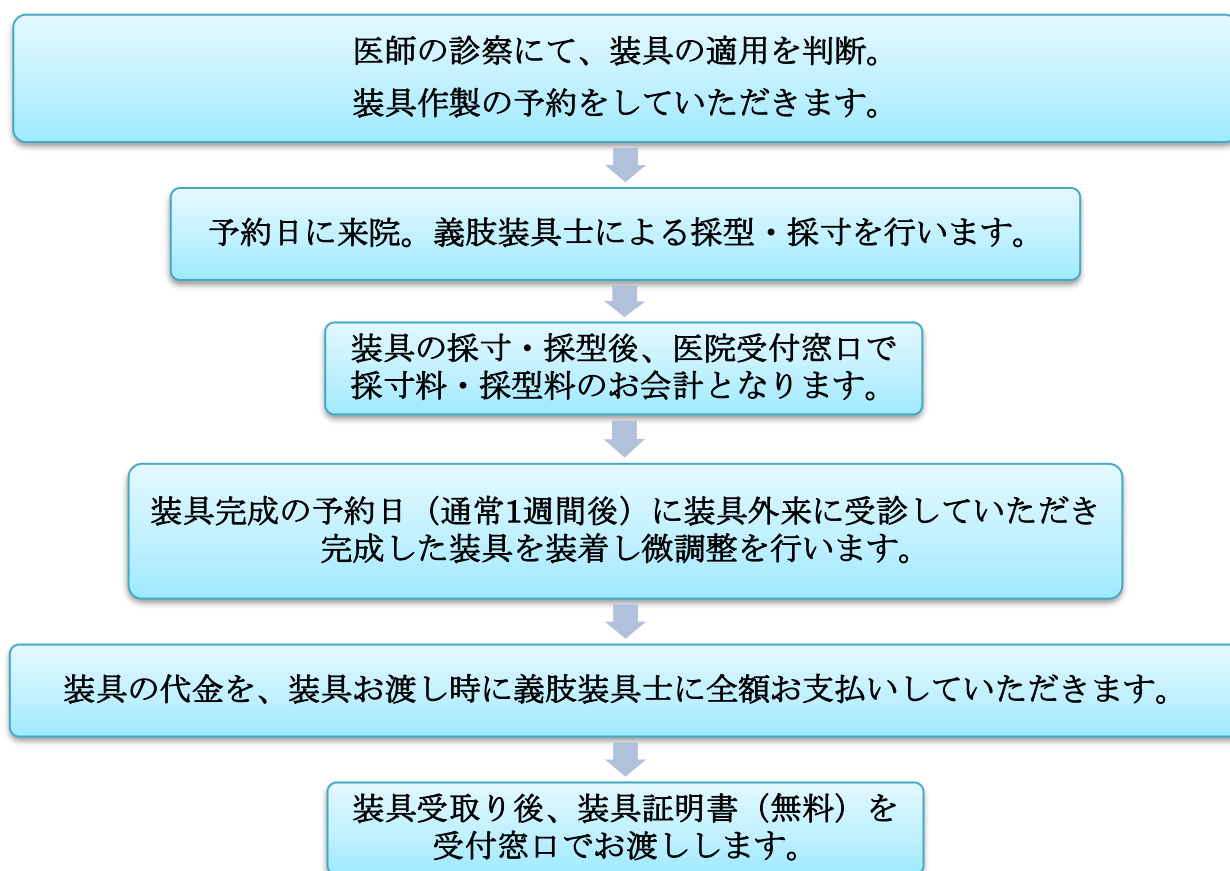 医師の診察にて、装具の適用を判断。
装具作製の予約をしていただきます。
予約日に来院。義肢装具士による採型・採寸を行います。
装具の採寸・採型後、医院受付窓口で
採寸料・採型料のお会計となります。
装具完成の予約日（通常1週間後）に装具外来に受診していただき
完成した装具を装着し微調整を行います。
装具の代金を、装具お渡し時に義肢装具士に全額お支払いしていただきます。
装具受取り後、装具証明書（無料）を
受付窓口でお渡しします。